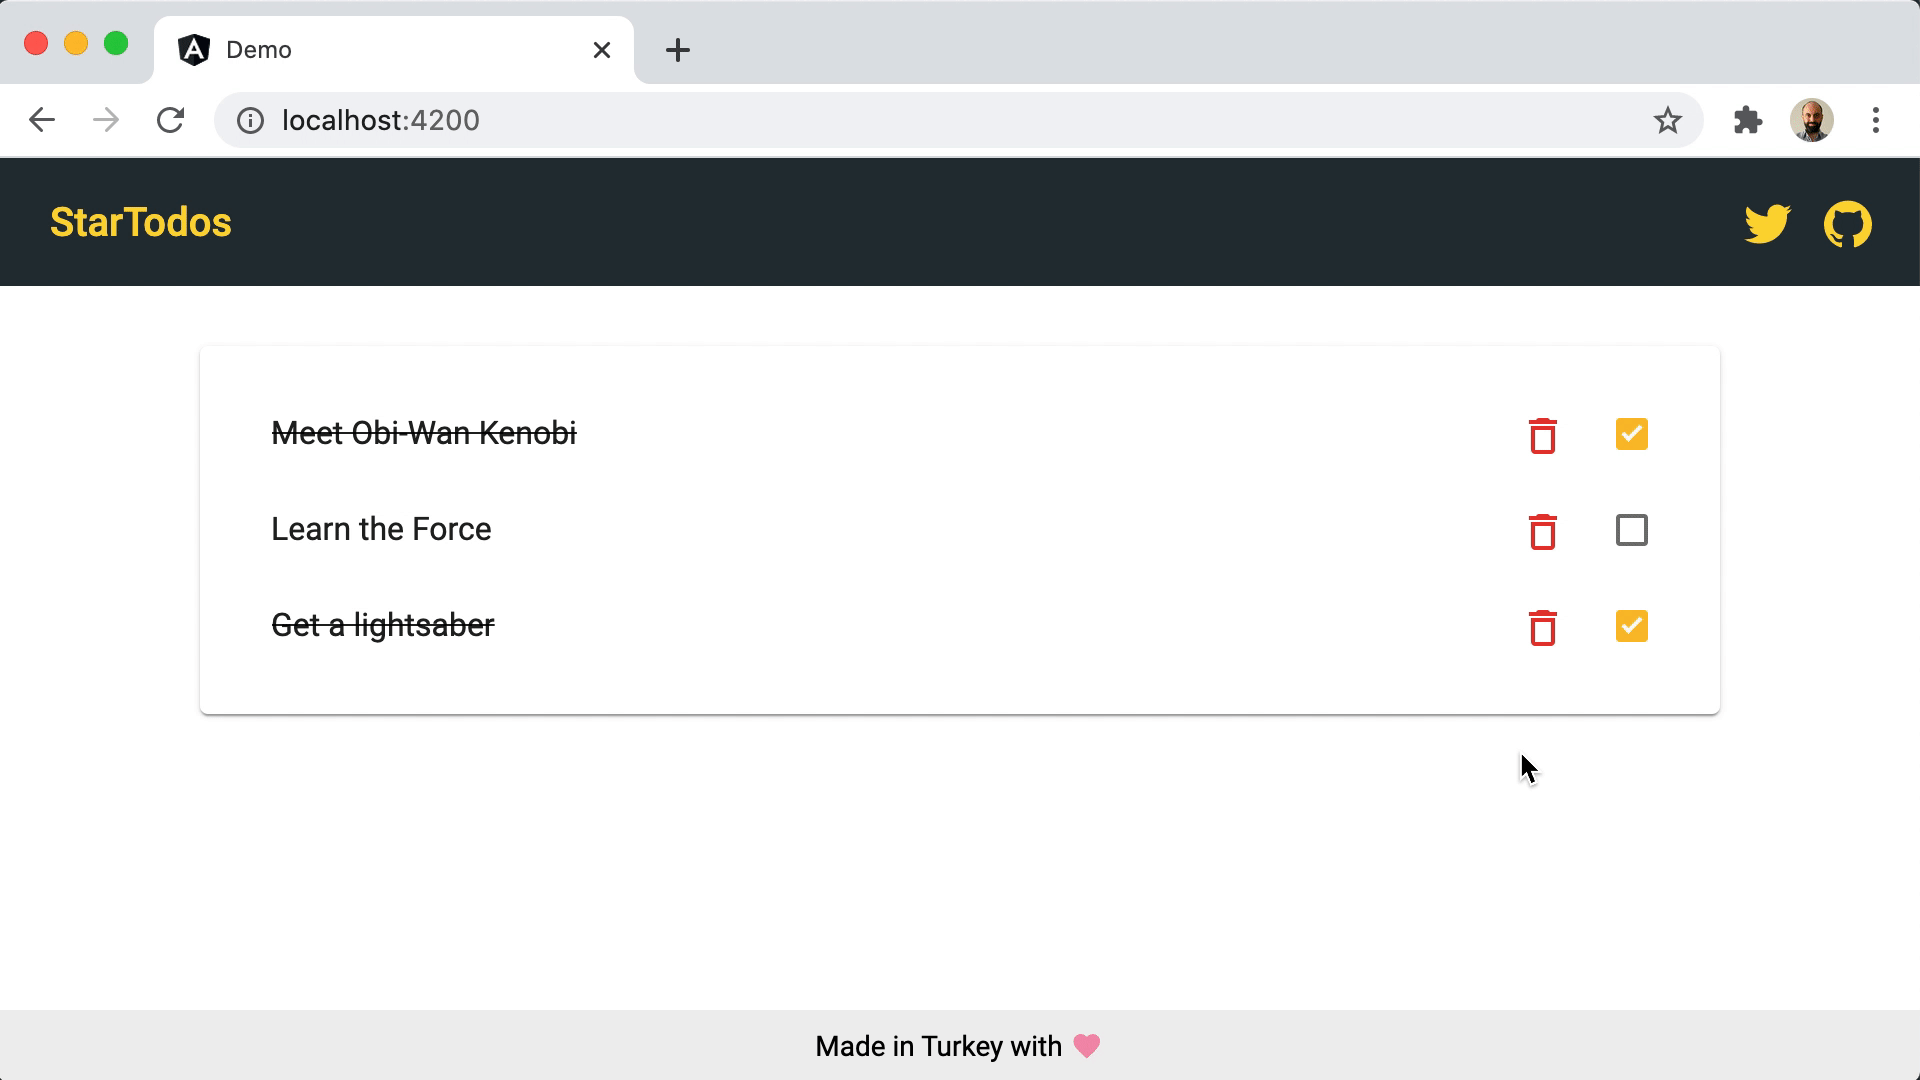 Demo
localhost:4200
StarTodos
Meet Obi-Wan Kenobi
Learn the Force
Get a lightsaber
Made in Turkey with